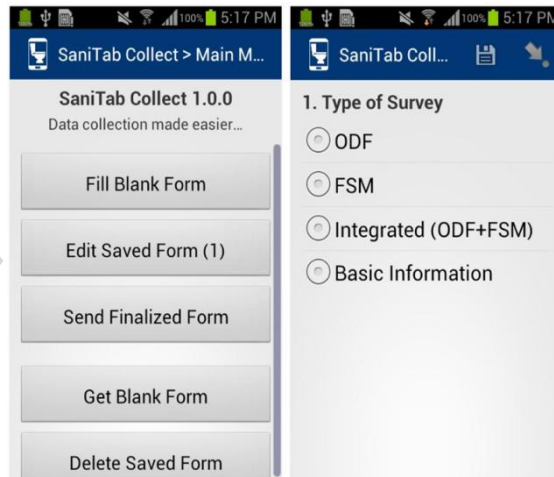 100% 5:17 PM
SaniTab Collect > Main M...
SaniTab Collect 1.0.0
Data collection made easier...
Fill Blank Form
Edit Saved Form (1)
Send Finalized Form
Get Blank Form
Delete Saved Form
100% 5:17 PM
SaniTab Coll...
1. Type of Survey
ODF
FSM
Integrated (ODF+FSM)
Basic Information